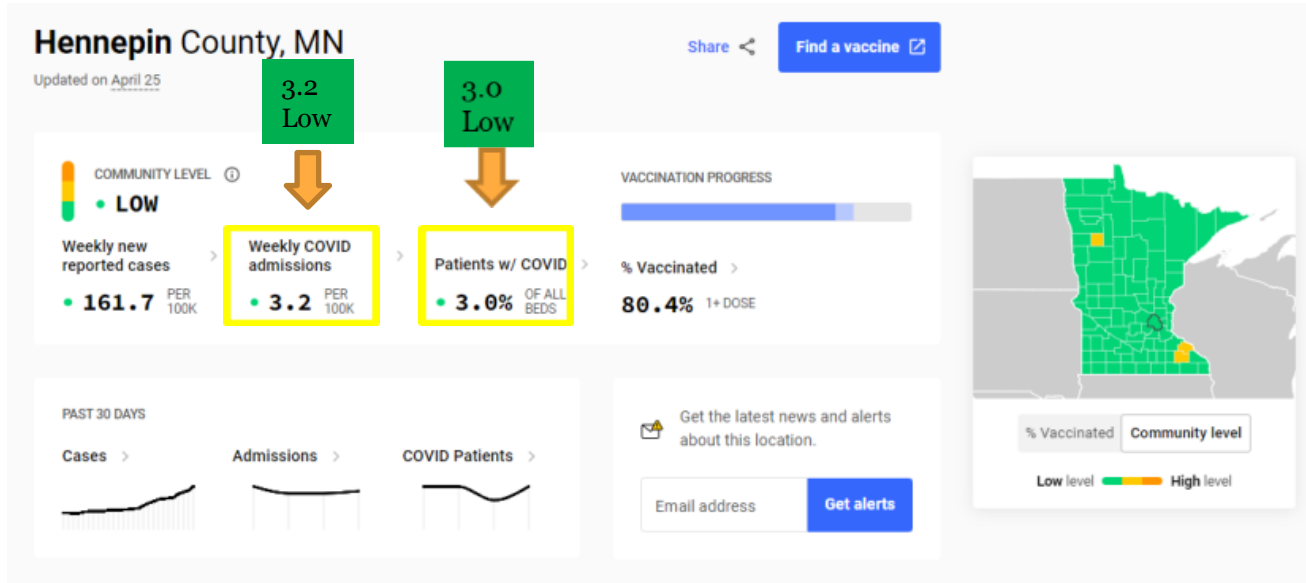 Hennepin County, MN
Updated on April 25
Share
Find a vaccine
3.2
Low
3.0
Low
COMMUNITY LEVEL
LOW
Weekly new
reported cases
161.7 PER
100K
Weekly COVID
admissions
3.2 PER
100K
Patients w/ COVID
3.0% OF ALL
BEDS
VACCINATION PROGRESS
% Vaccinated
80.4% 1+ DOSE
PAST 30 DAYS
Cases
Admissions
COVID Patients
Get the latest news and alerts
about this location.
Email address
Get alerts
% Vaccinated
Community level
Low level
High level